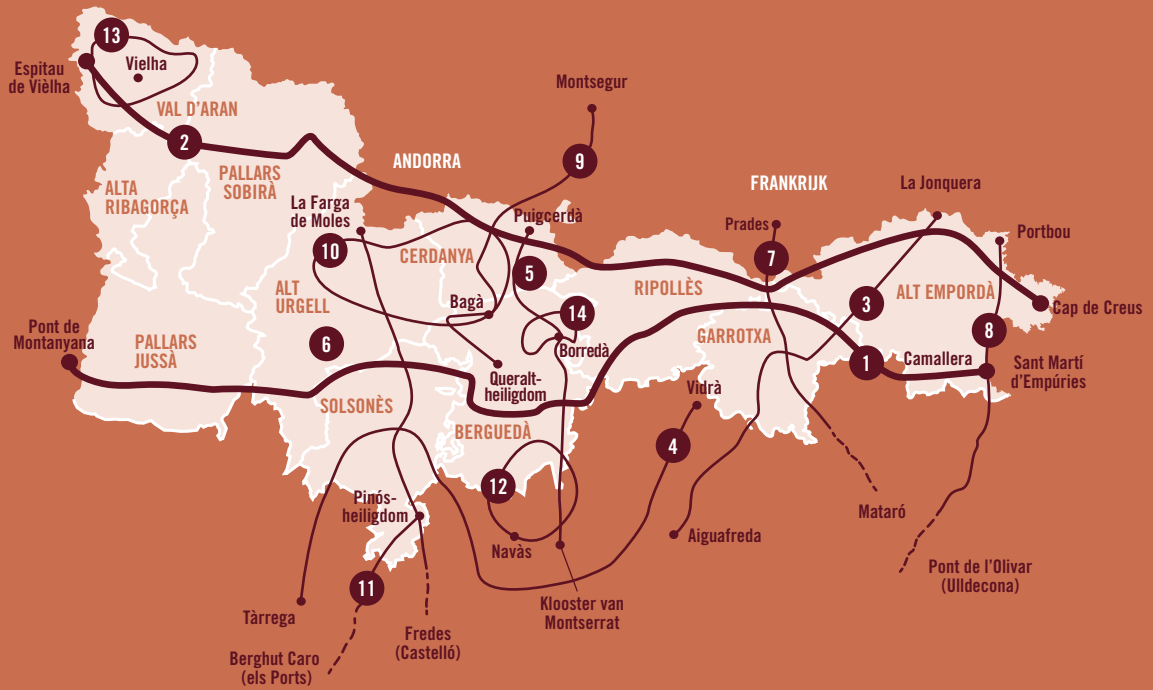 13
Vielha
Espitau
de Vièlha
VAL D'ARAN
2
Montsegur
9
ANDORRA
PALLARS
SOBIRÀ
ALTA
RIBAGORÇA
La Farga
de Moles
Puigcerdà
FRANKRIJK
La Jonquera
Prades
Portbou
7
10
CERDANYA
5
RIPOLLÈS
ALT EMPORDÀ
3
Cap de Creus
ALT
URGELL
Bagà
14
Borredà
GARROTXA
8
Pont de
Montanyana
PALLARS
JUSSÀ
6
1
Camallera
Sant Martí
d'Empúries
Queralt-
heiligdom
Vidrà
SOLSONÈS
BERGUEDÀ
4
12
Pinós-
heiligdom
Navàs
Aiguafreda
Mataró
Pont de l'Olivar
(Ulldecona)
11
Tàrrega
Klooster van
Montserrat
Fredes
(Castelló)
Berghut Caro
(els Ports)